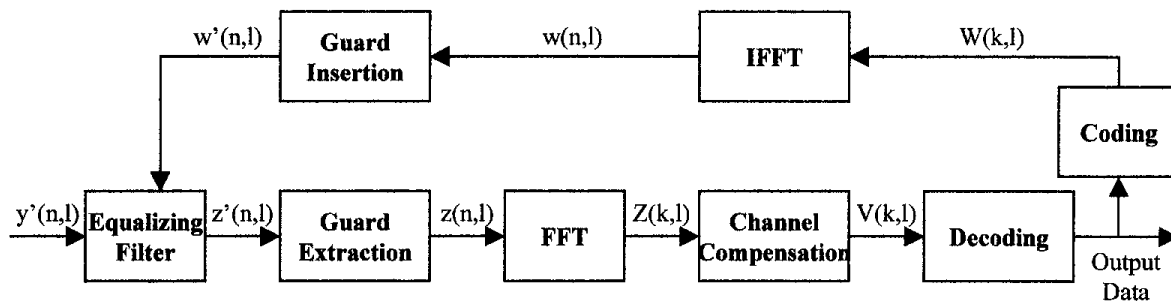 w'(n,l)
Guard
Insertion
w(n,l)
IFFT
W(k,l)
Coding
y'(n,l)
Equalizing
Filter
z'(n,l)
Guard
Extraction
z(n,l)
FFT
Z(k,l)
Channel
Compensation
V(k,l)
Decoding
Output
Data